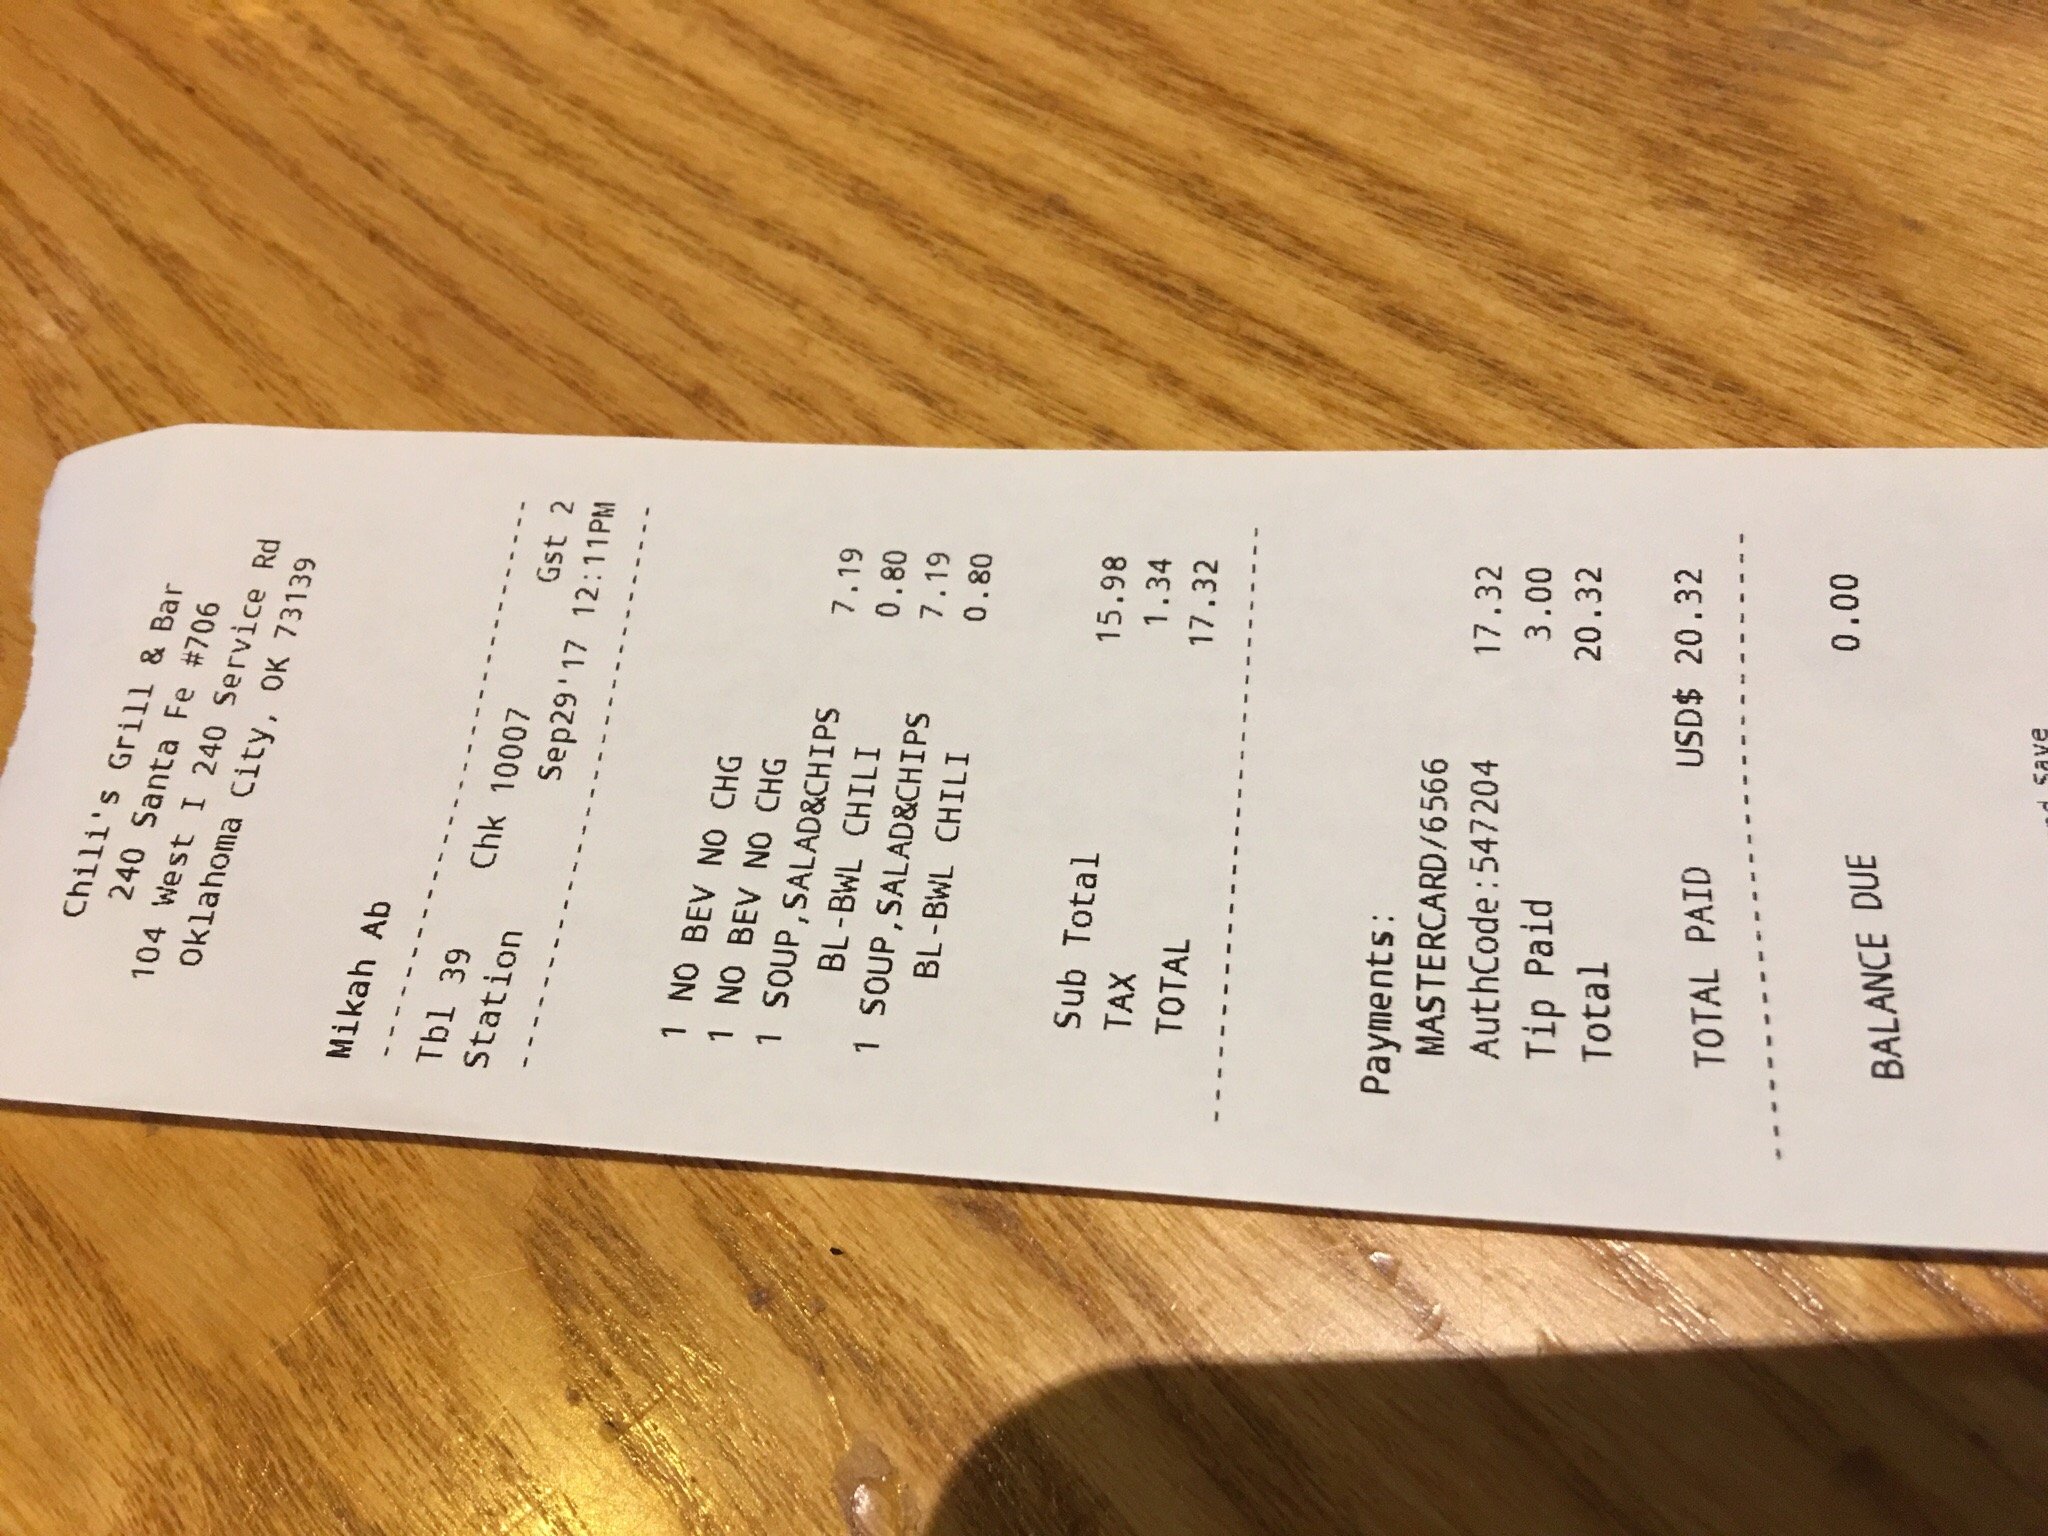 Chili's Grill & Bar
240 Santa Fe #706
104 West I 240 Service Rd
Oklahoma City, OK 73139
Mikah Ab
Tbl 39 Chk 10007 Gst 2
Station Sep29'17 12:11PM
1 NO BEV NO CHG
1 NO BEV NO CHG
1 SOUP,SALAD&CHIPS 7.19
BL-BWL CHILI 0.80
1 SOUP,SALAD&CHIPS 7.19
BL-BWL CHILI 0.80
Sub Total 15.98
TAX 1.34
TOTAL 17.32
Payments:
MASTERCARD/6566
AuthCode:547204 17.32
Tip Paid 3.00
Total 20.32
TOTAL PAID USD$ 20.32
BALANCE DUE 0.00
save